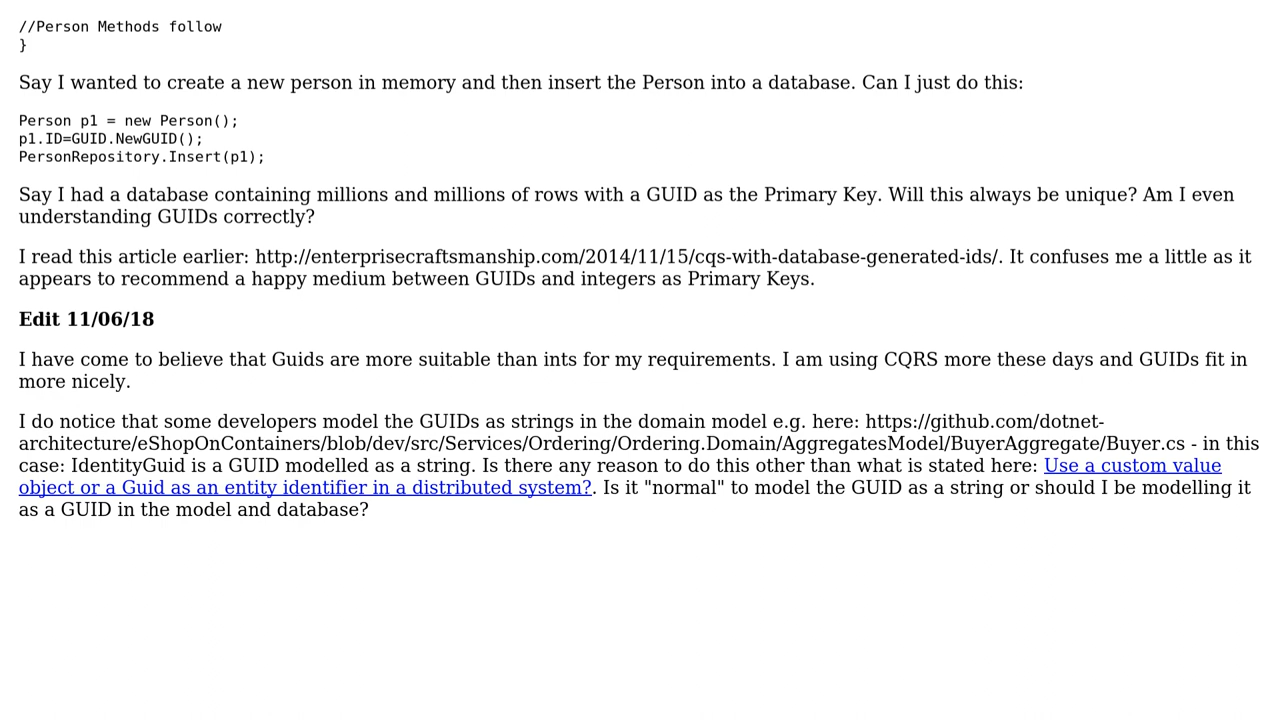 //Person Methods follow
}
Say I wanted to create a new person in memory and then insert the Person into a database. Can I just do this:
Person p1 = new Person();
p1.ID=GUID.NewGUID();
PersonRepository.Insert(p1);
Say I had a database containing millions and millions of rows with a GUID as the Primary Key. Will this always be unique? Am I even
understanding GUIDs correctly?
I read this article earlier: http://enterprisecraftsmanship.com/2014/11/15/cqs-with-database-generated-ids/. It confuses me a little as it
appears to recommend a happy medium between GUIDs and integers as Primary Keys.
Edit 11/06/18
I have come to believe that Guids are more suitable than ints for my requirements. I am using CQRS more these days and GUIDs fit in
more nicely.
I do notice that some developers model the GUIDs as strings in the domain model e.g. here: https://github.com/dotnet-
architecture/eShopOnContainers/blob/dev/src/Services/Ordering/Ordering.Domain/AggregatesModel/BuyerAggregate/Buyer.cs - in this
case: IdentityGuid is a GUID modelled as a string. Is there any reason to do this other than what is stated here: Use a custom value
object or a Guid as an entity identifier in a distributed system?. Is it "normal" to model the GUID as a string or should I be modelling it
as a GUID in the model and database?